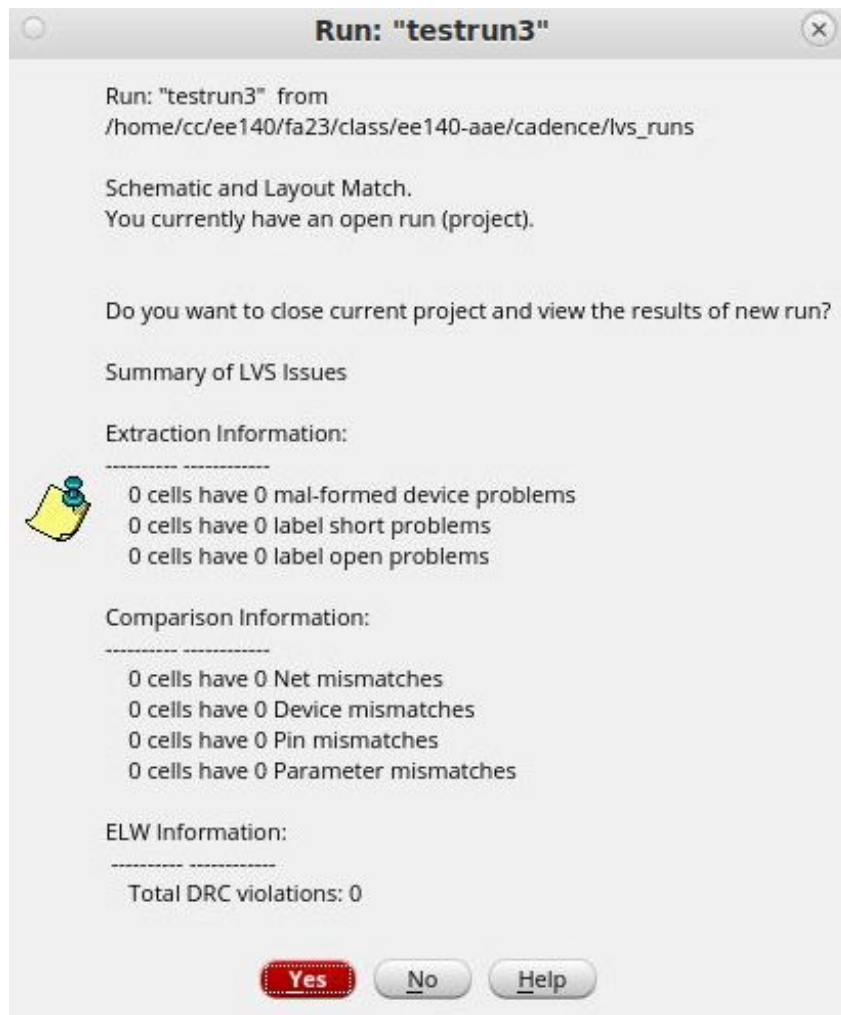 Run: "testrun3"
Run: "testrun3" from
/home/cc/ee140/fa23/class/ee140-aae/cadence/lvs_runs
Schematic and Layout Match.
You currently have an open run (project).
Do you want to close current project and view the results of new run?
Summary of LVS Issues
Extraction Information:
---------- ------------
0 cells have 0 mal-formed device problems
0 cells have 0 label short problems
0 cells have 0 label open problems
Comparison Information:
---------- ------------
0 cells have 0 Net mismatches
0 cells have 0 Device mismatches
0 cells have 0 Pin mismatches
0 cells have 0 Parameter mismatches
ELW Information:
---------- ------------
Total DRC violations: 0
Yes No Help